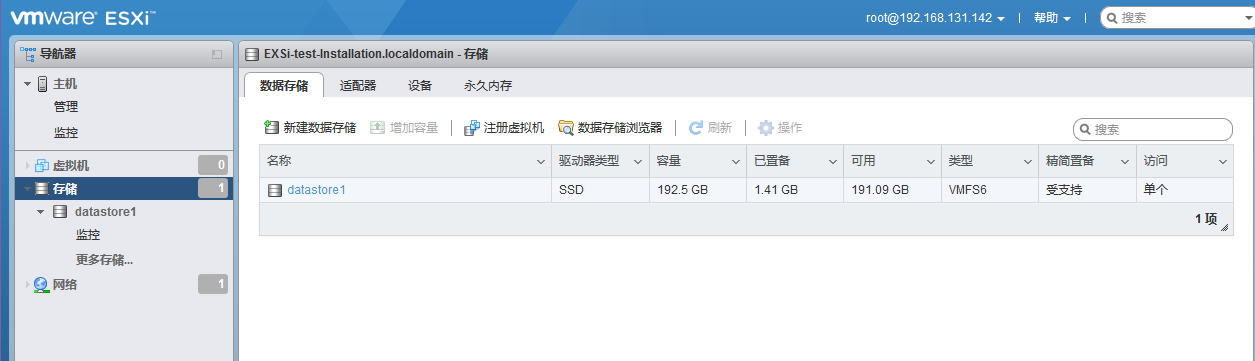 vmware ESXi™
root@192.168.131.142 | 帮助 | 搜索
导航器
主机
管理
监控
虚拟机 0
存储 1
datastore1
监控
更多存储...
网络 1
EXSi-test-Installation.localdomain - 存储
数据存储 适配器 设备 永久内存
新建数据存储 增加容量 | 注册虚拟机 数据存储浏览器 | 刷新 | 操作 搜索
名称 驱动器类型 容量 已置备 可用 类型 精简置备 访问
datastore1 SSD 192.5 GB 1.41 GB 191.09 GB VMFS6 受支持 单个
1 项